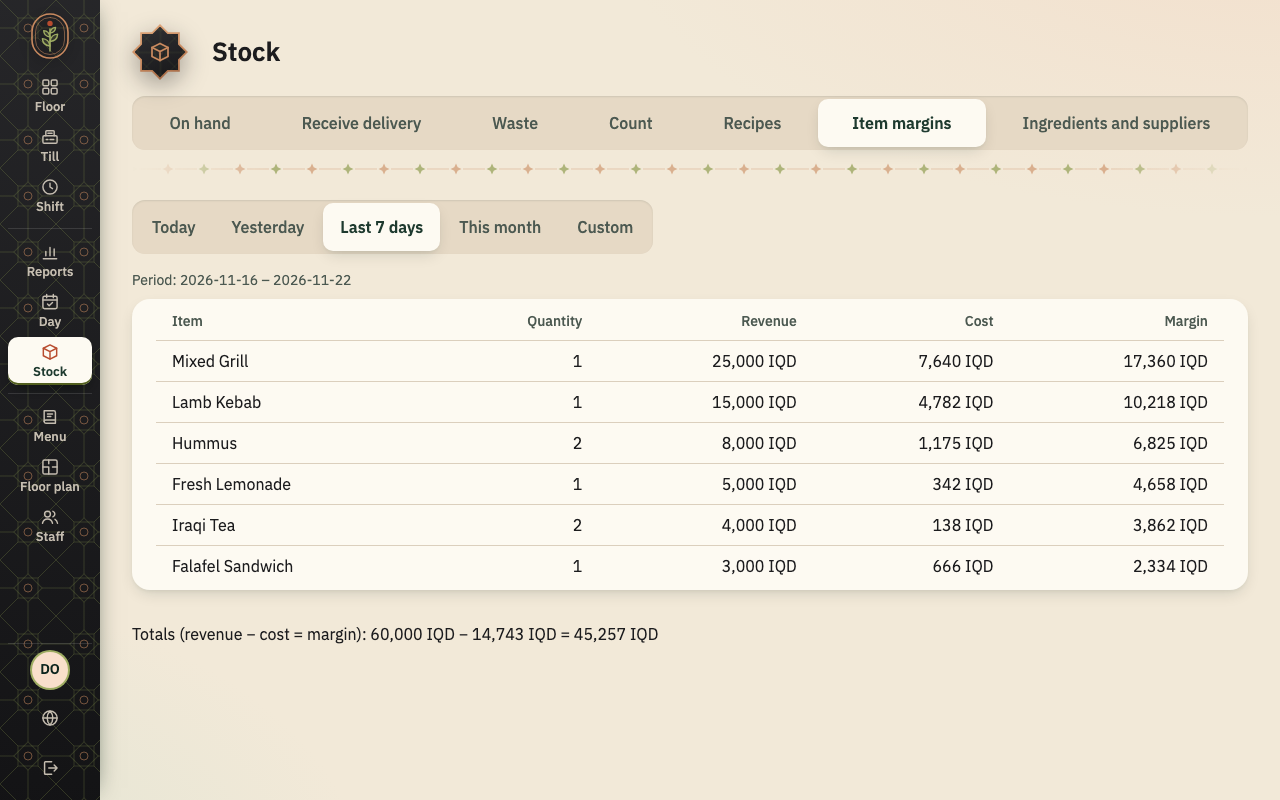 Stock
On hand
Receive delivery
Waste
Count
Recipes
Item margins
Ingredients and suppliers
Today
Yesterday
Last 7 days
This month
Custom
Period: 2026-11-16 – 2026-11-22
Item Quantity Revenue Cost Margin
Mixed Grill 1 25,000 IQD 7,640 IQD 17,360 IQD
Lamb Kebab 1 15,000 IQD 4,782 IQD 10,218 IQD
Hummus 2 8,000 IQD 1,175 IQD 6,825 IQD
Fresh Lemonade 1 5,000 IQD 342 IQD 4,658 IQD
Iraqi Tea 2 4,000 IQD 138 IQD 3,862 IQD
Falafel Sandwich 1 3,000 IQD 666 IQD 2,334 IQD
Totals (revenue – cost = margin): 60,000 IQD – 14,743 IQD = 45,257 IQD
Floor
Till
Shift
Reports
Day
Stock
Menu
Floor plan
Staff
DO